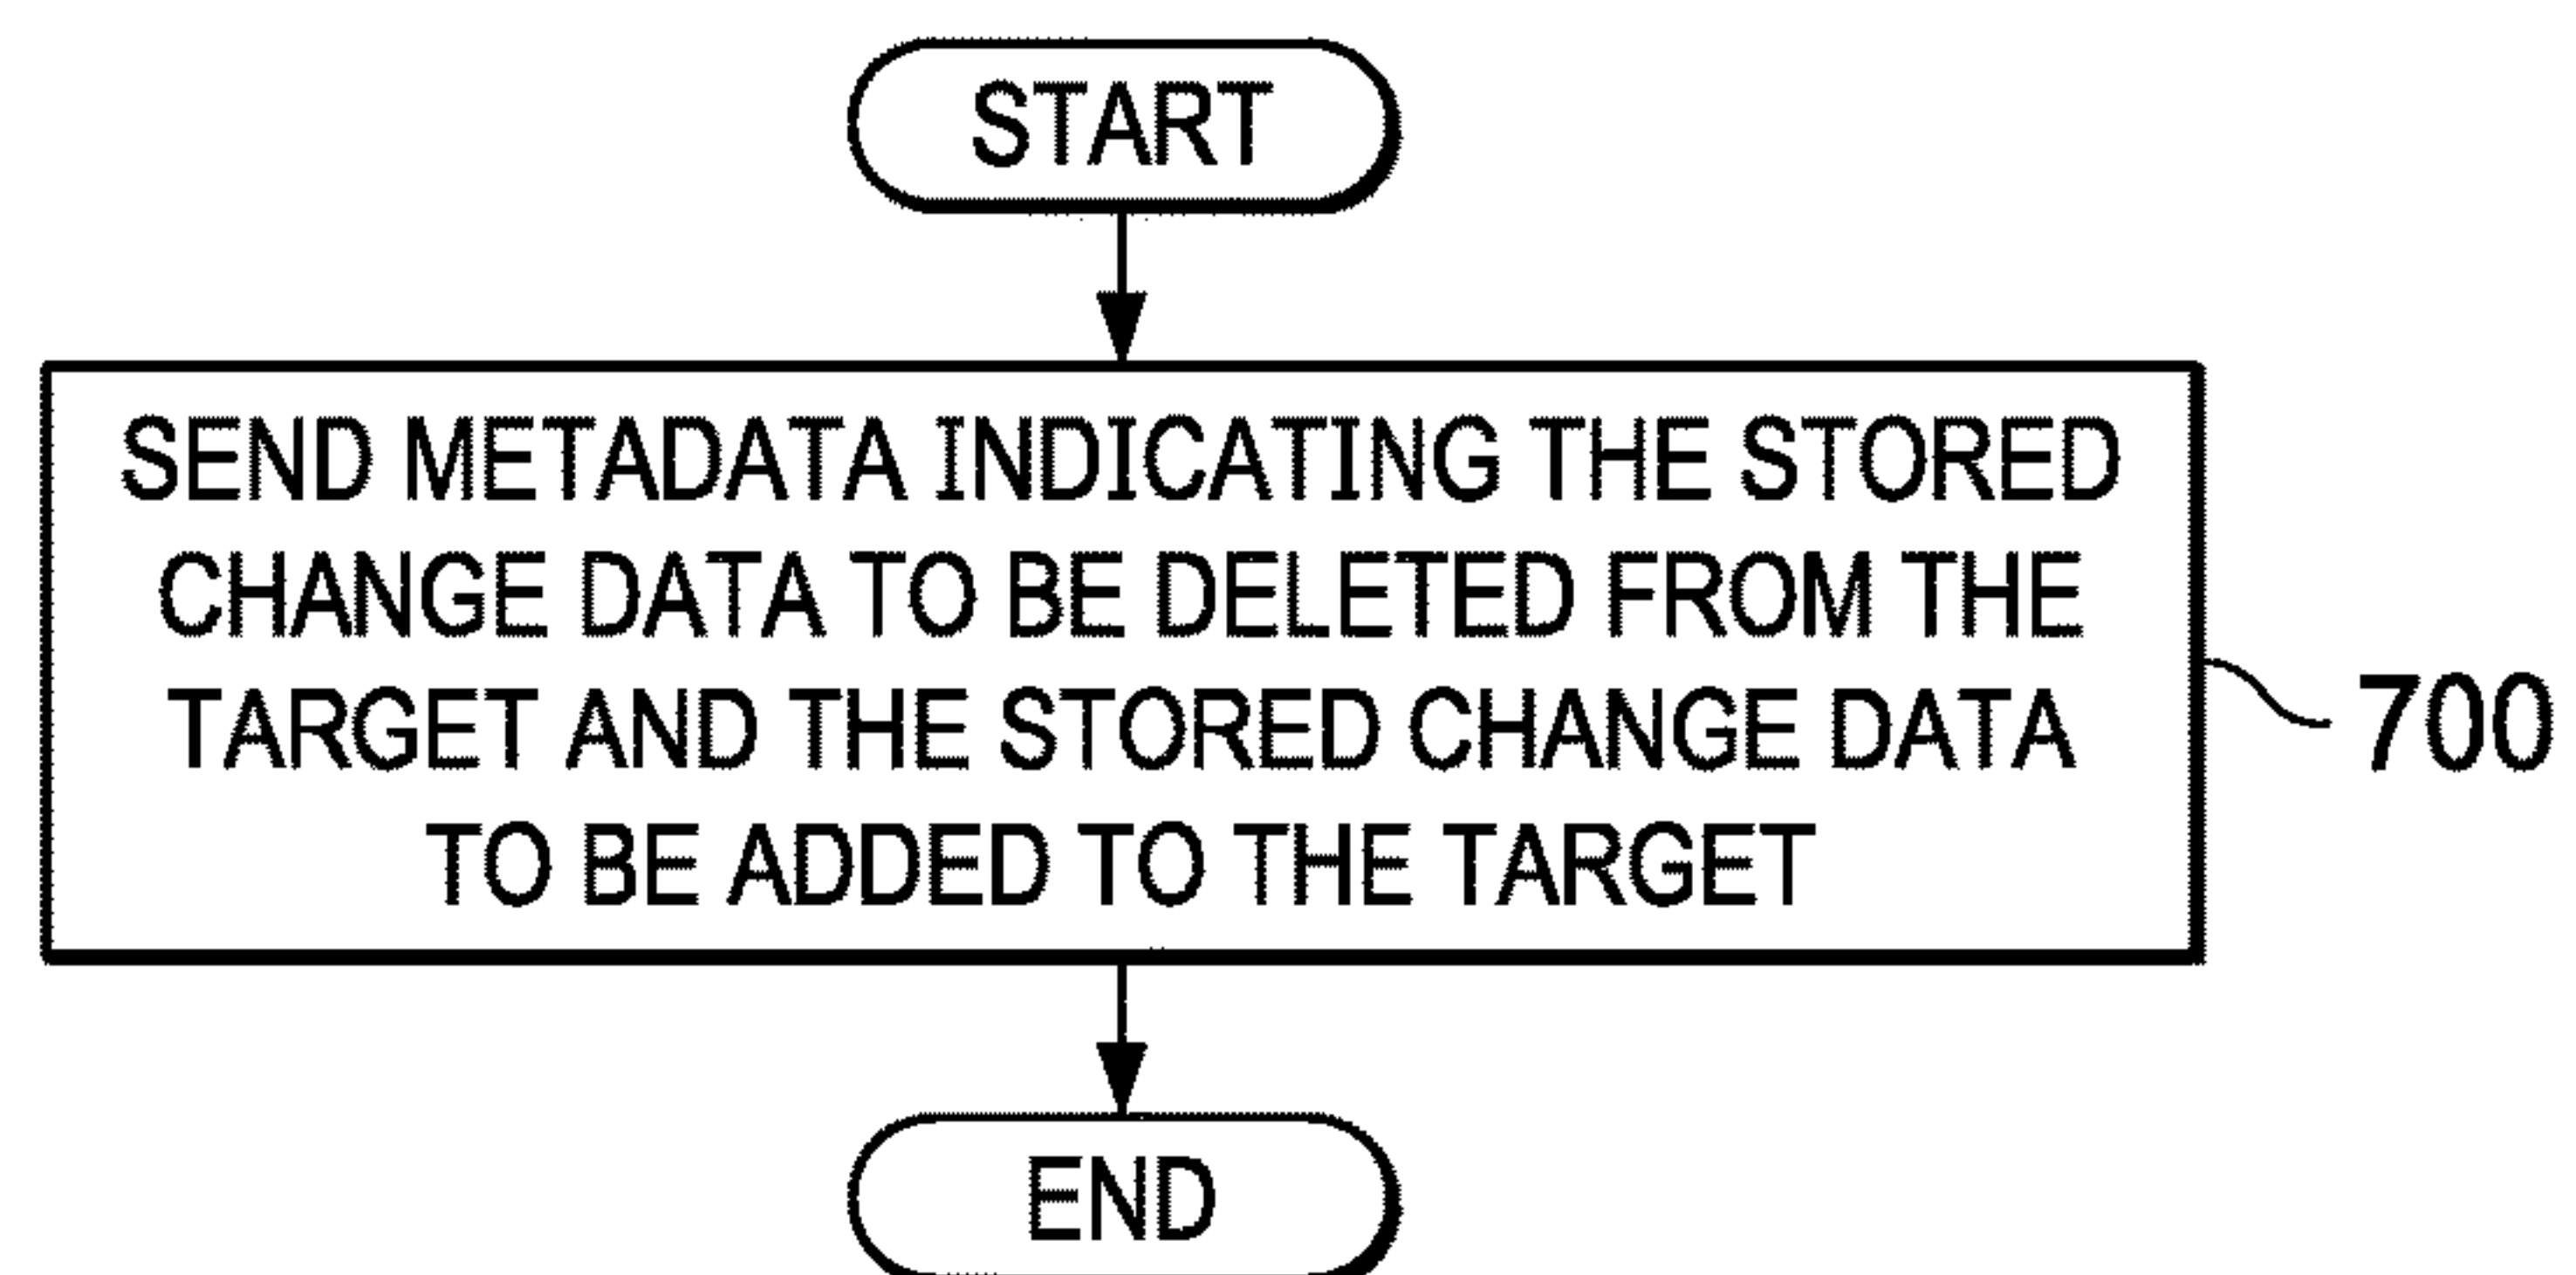 START
SEND METADATA INDICATING THE STORED
CHANGE DATA TO BE DELETED FROM THE
TARGET AND THE STORED CHANGE DATA
TO BE ADDED TO THE TARGET
700
END